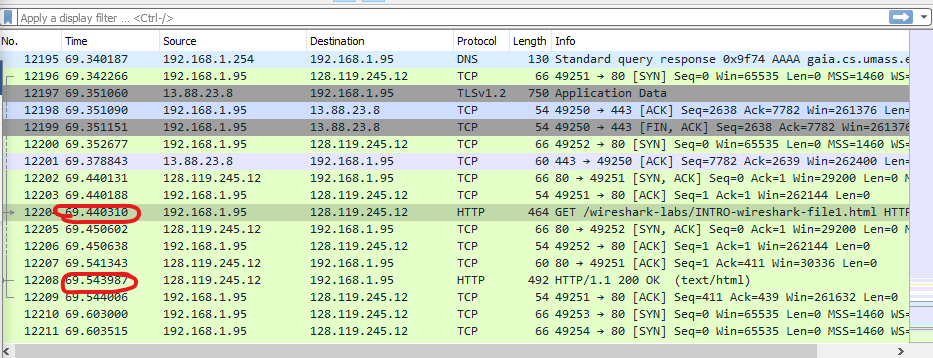 Apply a display filter ... <Ctrl-/>
No. Time Source Destination Protocol Length Info
12195 69.340187 192.168.1.254 192.168.1.95 DNS 130 Standard query response 0x9f74 AAAA gaia.cs.umass.e
12196 69.342266 192.168.1.95 128.119.245.12 TCP 66 49251 → 80 [SYN] Seq=0 Win=65535 Len=0 MSS=1460 WS=
12197 69.351060 13.88.23.8 192.168.1.95 TLSv1.2 750 Application Data
12198 69.351090 192.168.1.95 13.88.23.8 TCP 54 49250 → 443 [ACK] Seq=2638 Ack=7782 Win=261376 Len=
12199 69.351151 192.168.1.95 13.88.23.8 TCP 54 49250 → 443 [FIN, ACK] Seq=2638 Ack=7782 Win=261376
12200 69.352677 192.168.1.95 128.119.245.12 TCP 66 49252 → 80 [SYN] Seq=0 Win=65535 Len=0 MSS=1460 WS=
12201 69.378843 13.88.23.8 192.168.1.95 TCP 60 443 → 49250 [ACK] Seq=7782 Ack=2639 Win=262400 Len=
12202 69.440131 128.119.245.12 192.168.1.95 TCP 66 80 → 49251 [SYN, ACK] Seq=0 Ack=1 Win=29200 Len=0 M
12203 69.440188 192.168.1.95 128.119.245.12 TCP 54 49251 → 80 [ACK] Seq=1 Ack=1 Win=262144 Len=0
12204 69.440310 192.168.1.95 128.119.245.12 HTTP 464 GET /wireshark-labs/INTRO-wireshark-file1.html HTTP
12205 69.450602 128.119.245.12 192.168.1.95 TCP 66 80 → 49252 [SYN, ACK] Seq=0 Ack=1 Win=29200 Len=0 M
12206 69.450638 192.168.1.95 128.119.245.12 TCP 54 49252 → 80 [ACK] Seq=1 Ack=1 Win=262144 Len=0
12207 69.541343 128.119.245.12 192.168.1.95 TCP 60 80 → 49251 [ACK] Seq=1 Ack=411 Win=30336 Len=0
12208 69.543987 128.119.245.12 192.168.1.95 HTTP 492 HTTP/1.1 200 OK (text/html)
12209 69.544006 192.168.1.95 128.119.245.12 TCP 54 49251 → 80 [ACK] Seq=411 Ack=439 Win=261632 Len=0
12210 69.603000 192.168.1.95 128.119.245.12 TCP 66 49253 → 80 [SYN] Seq=0 Win=65535 Len=0 MSS=1460 WS=
12211 69.603515 192.168.1.95 128.119.245.12 TCP 66 49254 → 80 [SYN] Seq=0 Win=65535 Len=0 MSS=1460 WS=